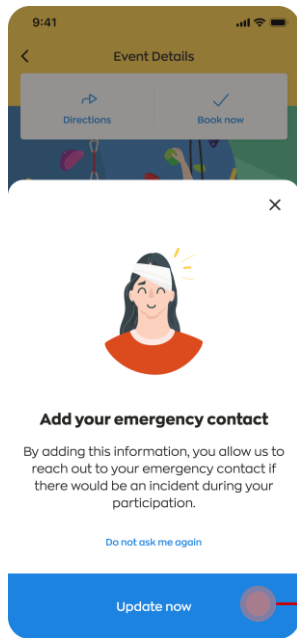 9:41
Event Details
Directions
Book now
Add your emergency contact
By adding this information, you allow us to
reach out to your emergency contact if
there would be an incident during your
participation.
Do not ask me again
Update now